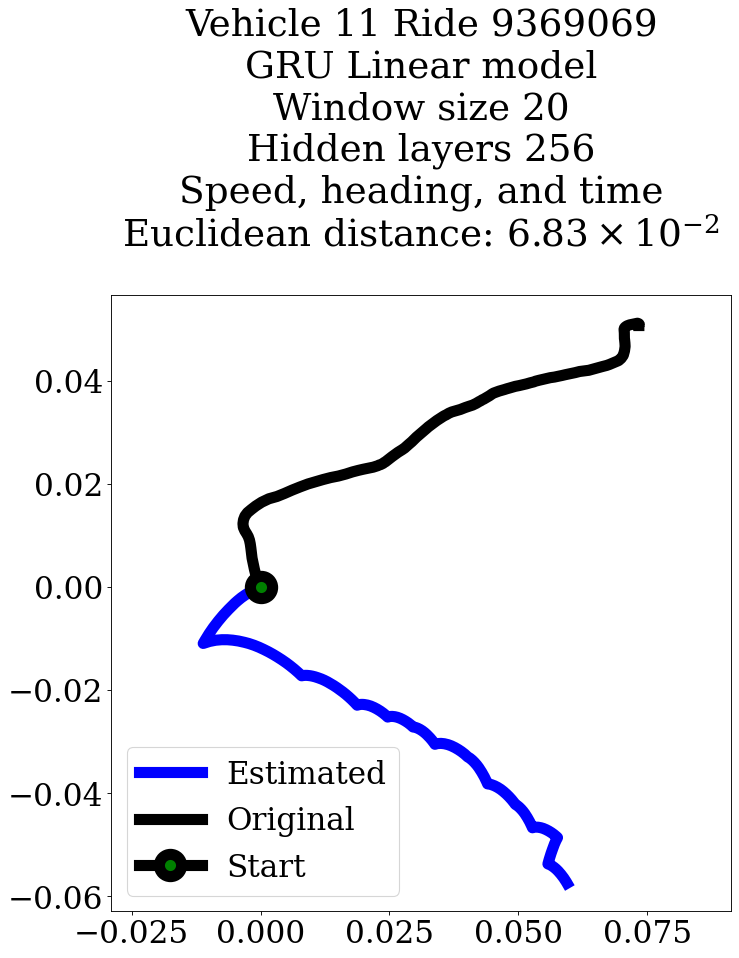 Vehicle 11 Ride 9369069
GRU Linear model
Window size 20
Hidden layers 256
Speed, heading, and time
Euclidean distance: 6.83 × 10⁻²
0.04
0.02
0.00
−0.02
−0.04
−0.06
Estimated
Original
Start
−0.025 0.000 0.025 0.050 0.075